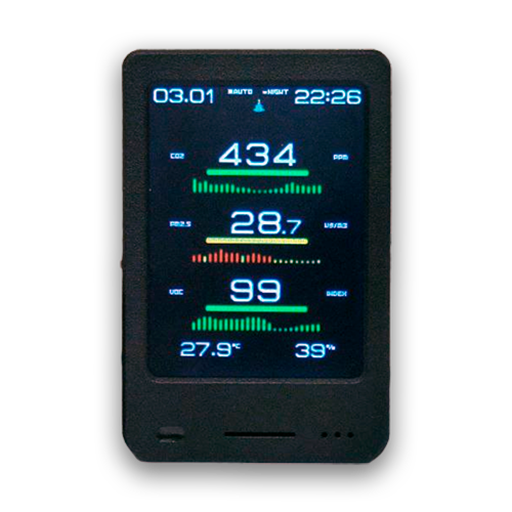 03.01 AUTO NIGHT 22:26
CO2 434 PPM
PM2.5 28.7 µg/m3
VOC 99 INDEX
27.9°C 39%